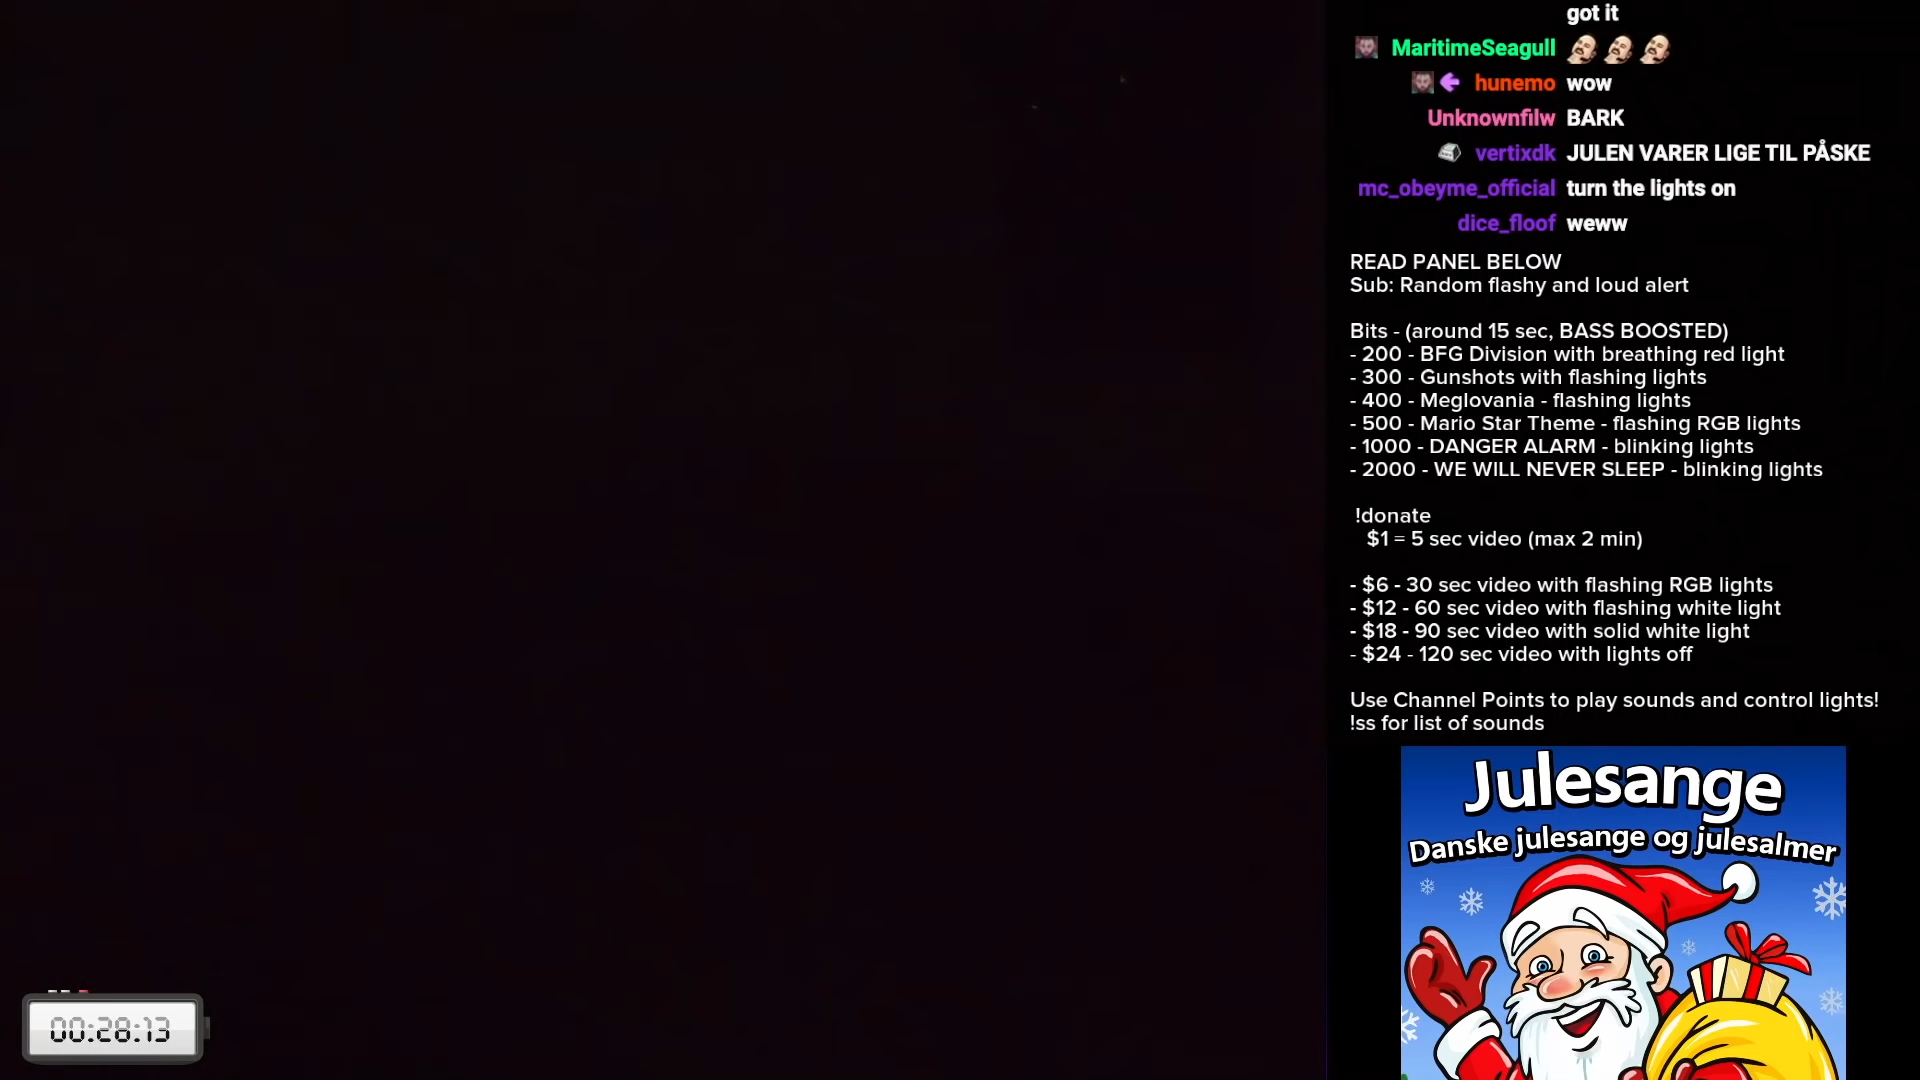 got it
MaritimeSeagull
hunemo wow
Unknownfilw BARK
vertixdk JULEN VARER LIGE TIL PÅSKE
mc_obeyme_official turn the lights on
dice_floof weww
READ PANEL BELOW
Sub: Random flashy and loud alert
Bits - (around 15 sec, BASS BOOSTED)
- 200 - BFG Division with breathing red light
- 300 - Gunshots with flashing lights
- 400 - Meglovania - flashing lights
- 500 - Mario Star Theme - flashing RGB lights
- 1000 - DANGER ALARM - blinking lights
- 2000 - WE WILL NEVER SLEEP - blinking lights
!donate
$1 = 5 sec video (max 2 min)
- $6 - 30 sec video with flashing RGB lights
- $12 - 60 sec video with flashing white light
- $18 - 90 sec video with solid white light
- $24 - 120 sec video with lights off
Use Channel Points to play sounds and control lights!
!ss for list of sounds
Julesange
Danske julesange og julesalmer
00:28:13